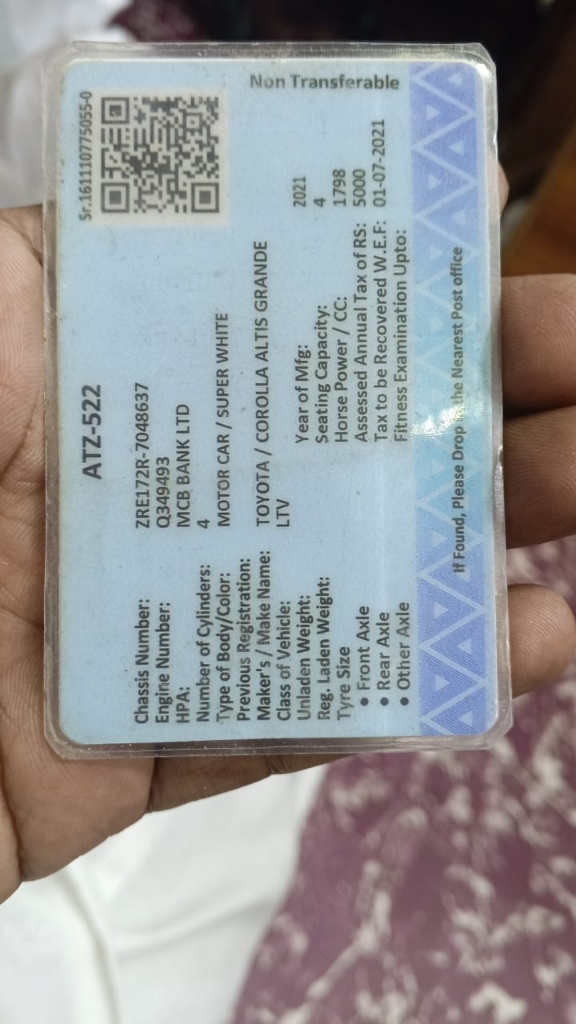 Sr.1611110775055-0
ATZ-522
Non Transferable
Chassis Number: ZRE172R-7048637
Engine Number: Q349493
HPA: MCB BANK LTD
Number of Cylinders: 4
Type of Body/Color: MOTOR CAR / SUPER WHITE
Previous Registration:
Maker's / Make Name: TOYOTA / COROLLA ALTIS GRANDE
Class of Vehicle: LTV
Unladen Weight:
Year of Mfg: 2021
Reg. Laden Weight:
Seating Capacity: 4
Tyre Size
Horse Power / CC: 1798
• Front Axle
Assessed Annual Tax of RS: 5000
• Rear Axle
Tax to be Recovered W.E.F: 01-07-2021
• Other Axle
Fitness Examination Upto:
If Found, Please Drop the Nearest Post office